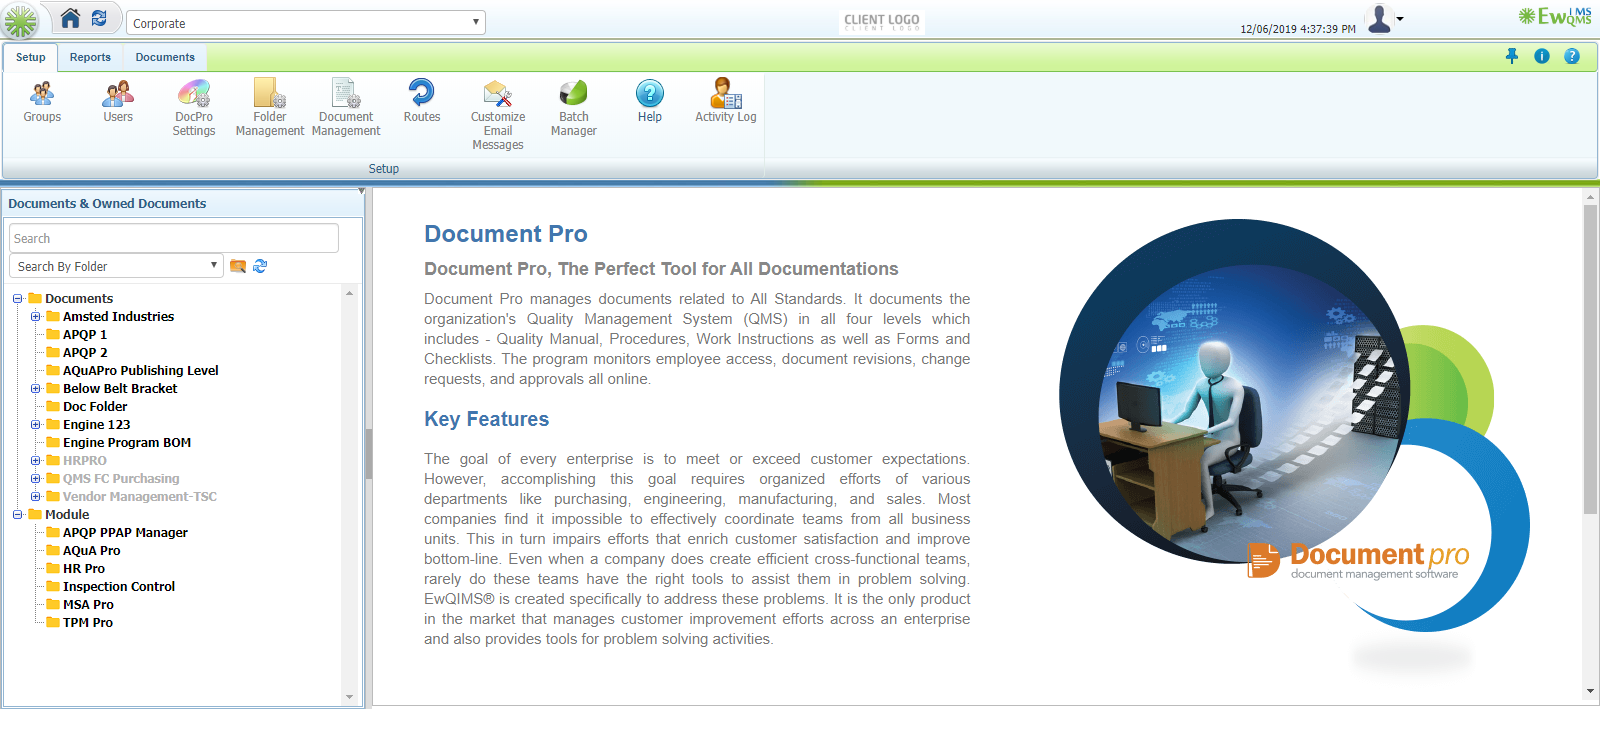 Corporate
CLIENT LOGO
CLIENT LOGO
12/06/2019 4:37:39 PM
EwQIMS
QMS
Setup
Reports
Documents
Groups
Users
DocPro
Settings
Folder
Management
Document
Management
Routes
Customize
Email
Messages
Batch
Manager
Help
Activity Log
Setup
Documents & Owned Documents
Search
Search By Folder
Documents
Amsted Industries
APQP 1
APQP 2
AQuAPro Publishing Level
Below Belt Bracket
Doc Folder
Engine 123
Engine Program BOM
HRPRO
QMS FC Purchasing
Vendor Management-TSC
Module
APQP PPAP Manager
AQuA Pro
HR Pro
Inspection Control
MSA Pro
TPM Pro
Document Pro
Document Pro, The Perfect Tool for All Documentations
Document Pro manages documents related to All Standards. It documents the
organization's Quality Management System (QMS) in all four levels which
includes - Quality Manual, Procedures, Work Instructions as well as Forms and
Checklists. The program monitors employee access, document revisions, change
requests, and approvals all online.
Key Features
The goal of every enterprise is to meet or exceed customer expectations.
However, accomplishing this goal requires organized efforts of various
departments like purchasing, engineering, manufacturing, and sales. Most
companies find it impossible to effectively coordinate teams from all business
units. This in turn impairs efforts that enrich customer satisfaction and improve
bottom-line. Even when a company does create efficient cross-functional teams,
rarely do these teams have the right tools to assist them in problem solving.
EwQIMS® is created specifically to address these problems. It is the only product
in the market that manages customer improvement efforts across an enterprise
and also provides tools for problem solving activities.
Document pro
document management software